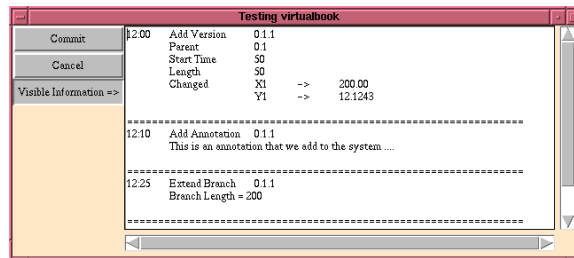 Testing virtualbook
Commit
Cancel
Visible Information =>
12:00 Add Version 0.1.1
Parent 0.1
Start Time 50
Length 50
Changed X1 -> 200.00
Y1 -> 12.1243
==========================================================
12:10 Add Annotation 0.1.1
This is an annotation that we add to the system ....
==========================================================
12:25 Extend Branch 0.1.1
Branch Length = 200
==========================================================